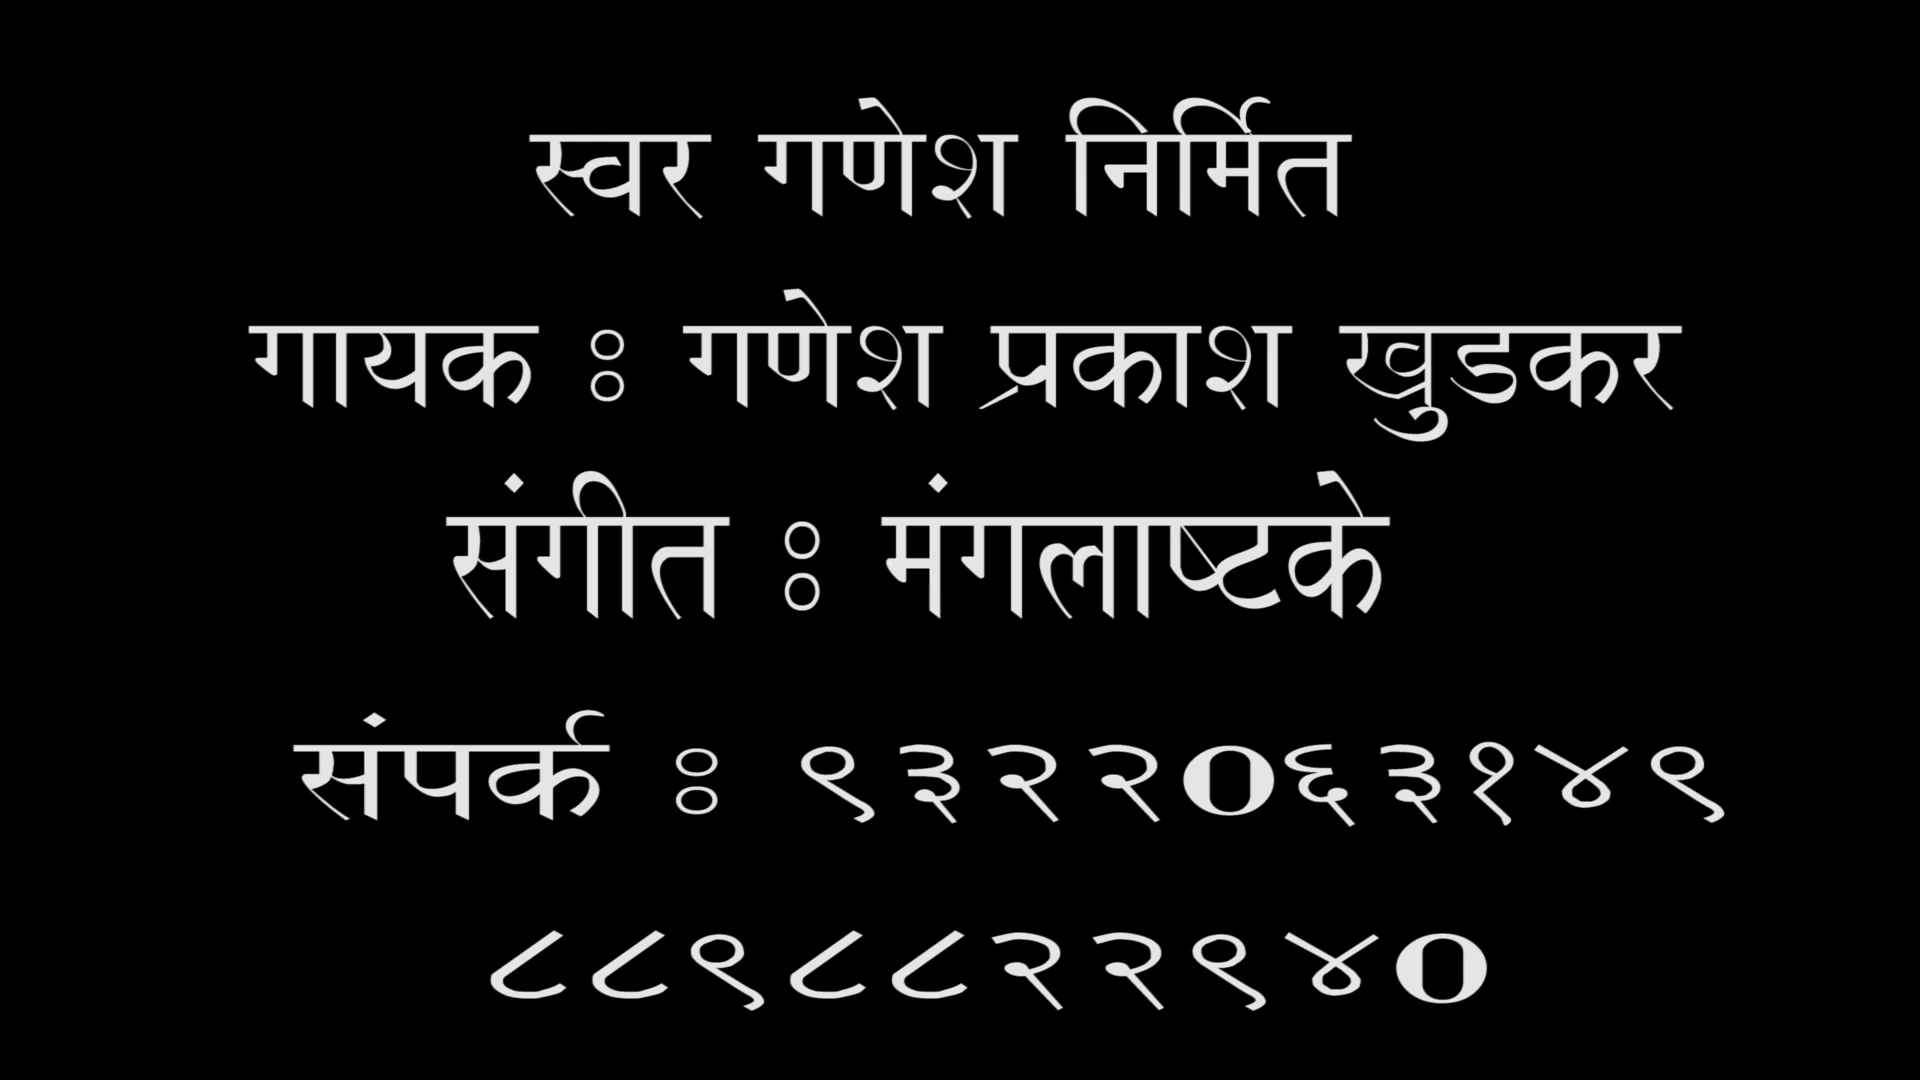 स्वर गणेश निर्मित
गायक : गणेश प्रकाश खुडकर
संगीत : मंगलाष्टके
संपर्क : ९३२२०६३१४९
८८९८८२२९४०